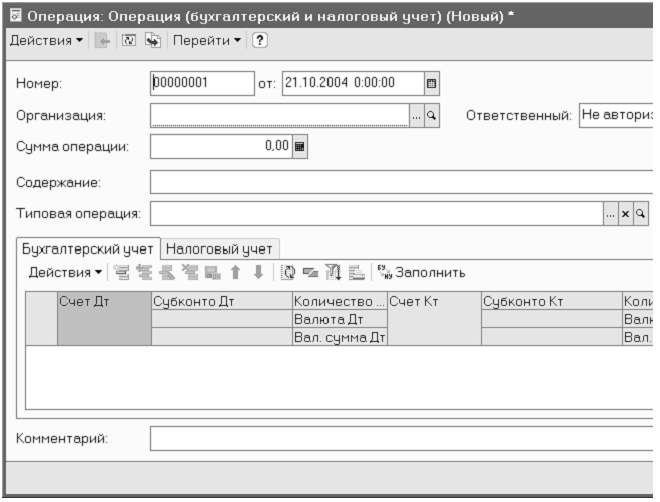 Операция: Операция (бухгалтерский и налоговый учет) (Новый) *
Действия Перейти ?
Номер: 00000001 от: 21.10.2004 0:00:00
Организация: ... Ответственный: Не авториз
Сумма операции: 0,00
Содержание:
Типовая операция: ... x
Бухгалтерский учет Налоговый учет
Действия Заполнить
Счет Дт Субконто Дт Количество ... Счет Кт Субконто Кт Коли
Валюта Дт Валю
Вал. сумма Дт Вал.
Комментарий: